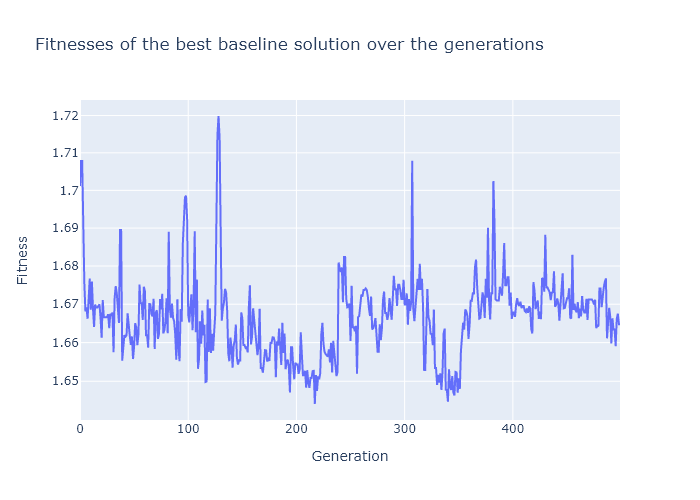 Fitnesses of the best baseline solution over the generations
1.72
1.71
1.7
1.69
1.68
1.67
1.66
1.65
Fitness
0 100 200 300 400
Generation